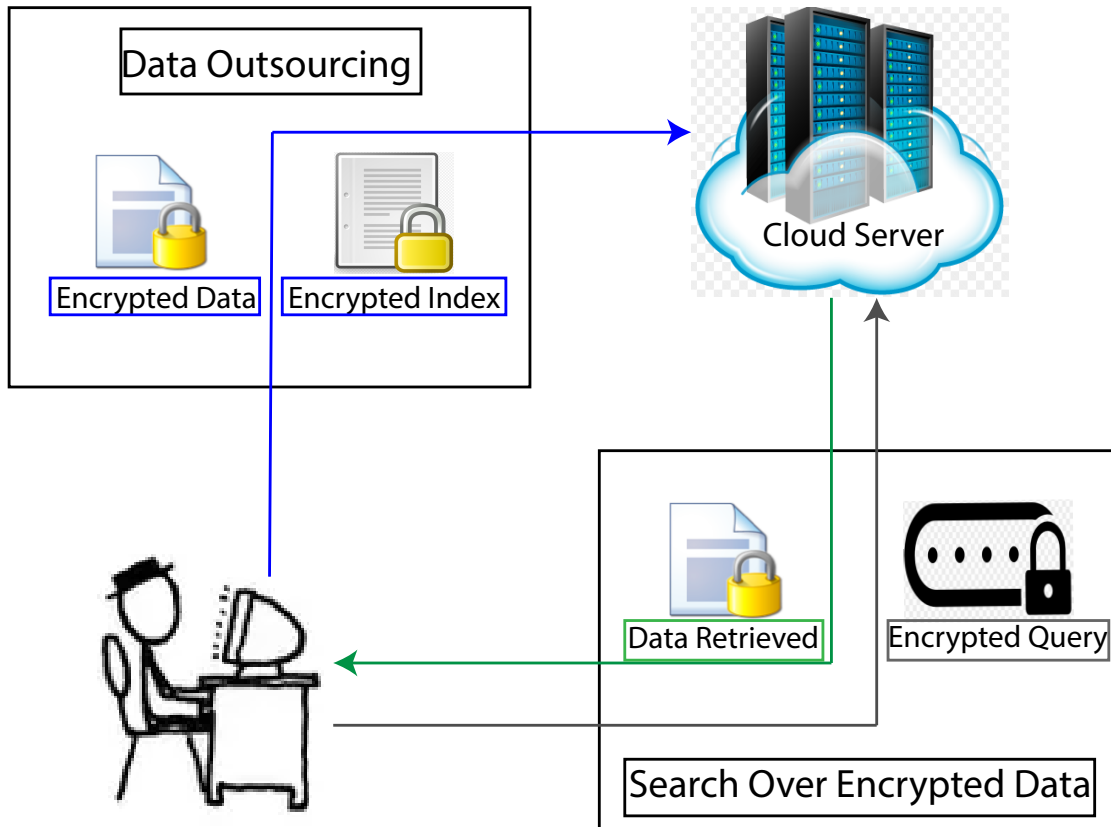 Data Outsourcing
Encrypted Data
Encrypted Index
Cloud Server
Data Retrieved
Encrypted Query
Search Over Encrypted Data